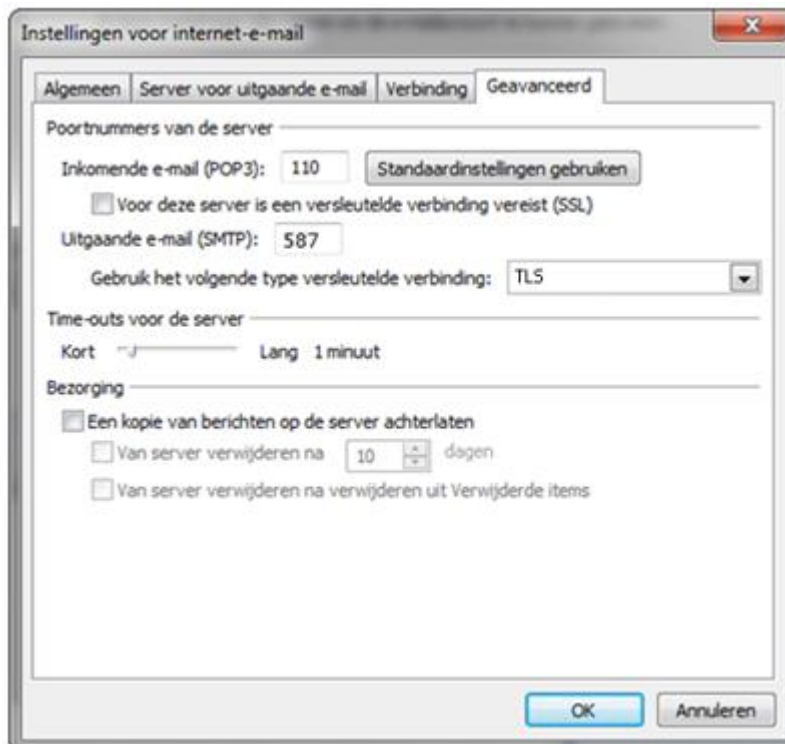 Instellingen voor internet-e-mail
Algemeen Server voor uitgaande e-mail Verbinding Geavanceerd
Poortnummers van de server
Inkomende e-mail (POP3): 110 Standaardinstellingen gebruiken
Voor deze server is een versleutelde verbinding vereist (SSL)
Uitgaande e-mail (SMTP): 587
Gebruik het volgende type versleutelde verbinding: TLS
Time-outs voor de server
Kort Lang 1 minuut
Bezorging
Een kopie van berichten op de server achterlaten
Van server verwijderen na 10 dagen
Van server verwijderen na verwijderen uit Verwijderde items
OK Annuleren